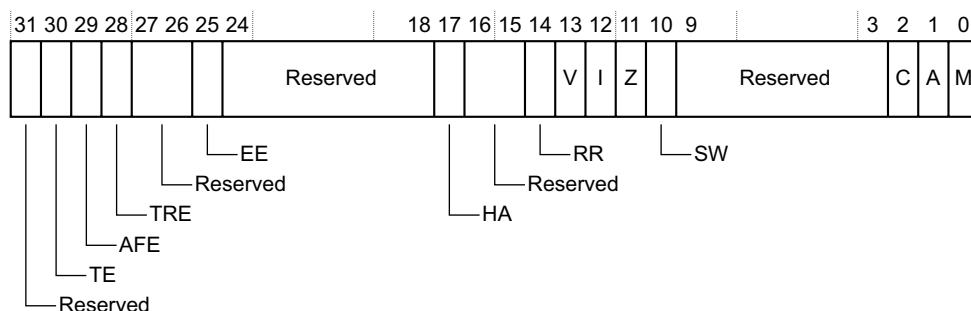 31 30 29 28 27 26 25 24 18 17 16 15 14 13 12 11 10 9 3 2 1 0
Reserved V I Z Reserved C A M
EE RR SW
Reserved Reserved
TRE HA
AFE
TE
Reserved